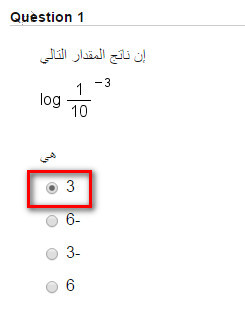 Question 1
إن ناتج المقدار التالي
log 1/10 ^-3
هي
3
6-
3-
6